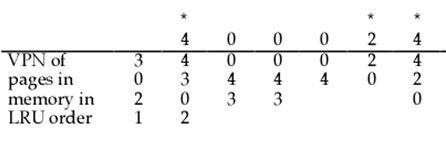 * * *
4 0 0 0 2 4
VPN of 3 4 0 0 0 2 4
pages in 0 3 4 4 4 0 2
memory in 2 0 3 3 0
LRU order 1 2